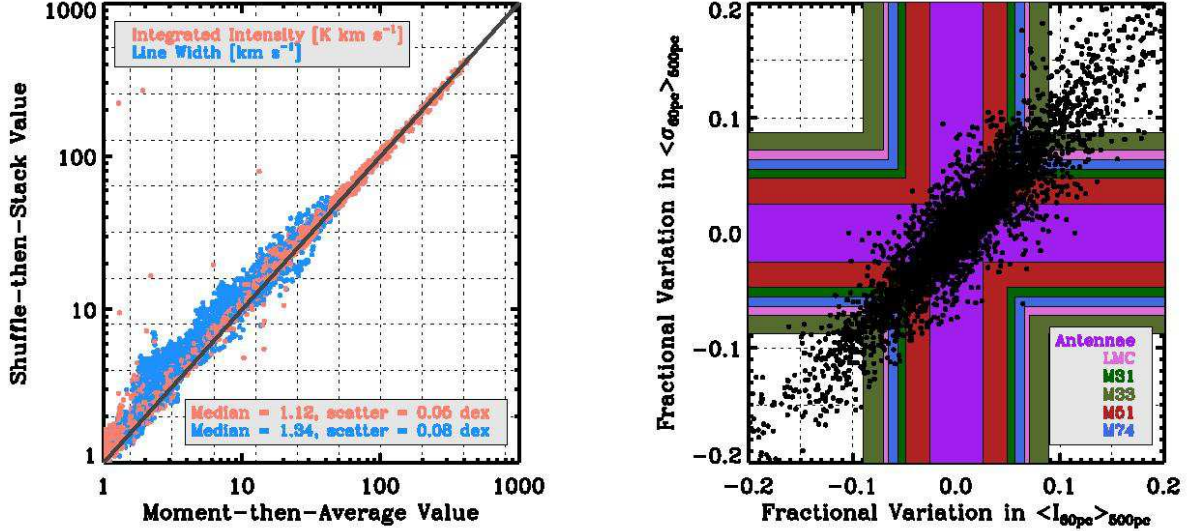 Shuffle-then-Stack Value
1000
100
10
1
Integrated Intensity [K km s⁻¹]
Line Width [km s⁻¹]
Median = 1.12, scatter = 0.05 dex
Median = 1.34, scatter = 0.08 dex
1 10 100 1000
Moment-then-Average Value
Fractional Variation in <σ60pc>500pc
0.2
0.1
0.0
-0.1
-0.2
Antennae
LMC
M31
M33
M51
M74
-0.2 -0.1 0.0 0.1 0.2
Fractional Variation in <I60pc>500pc